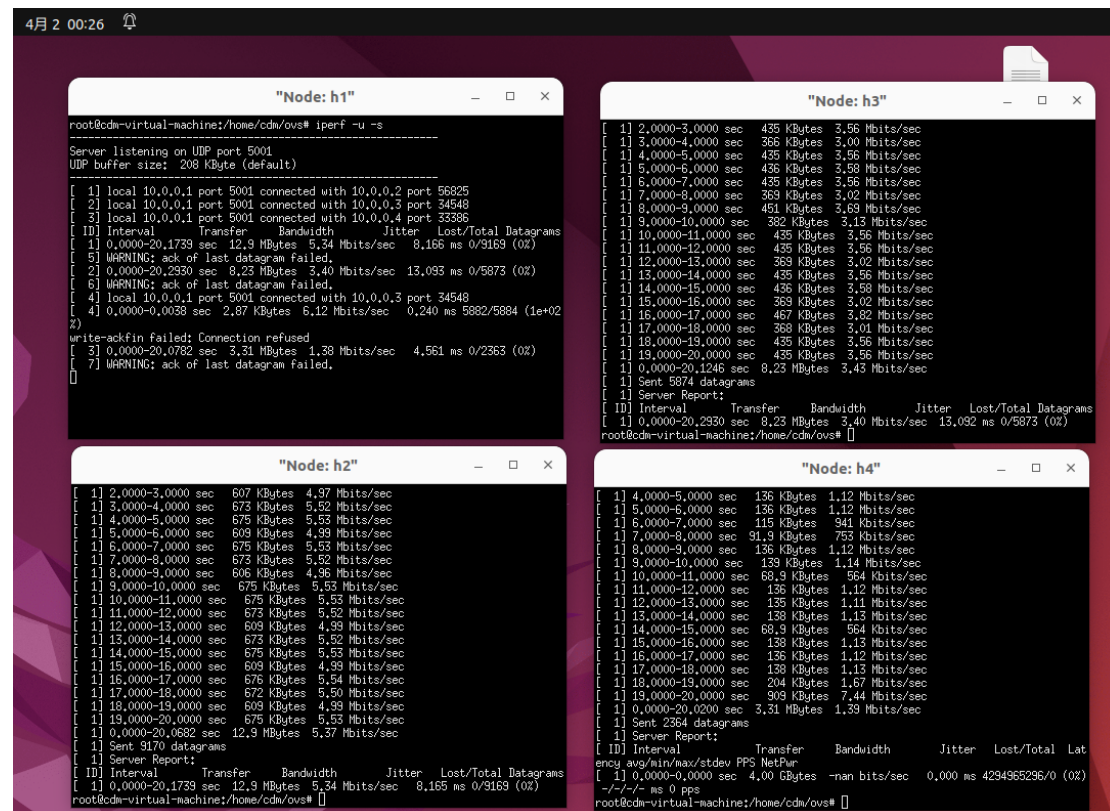 4月 2 00:26
"Node: h1"
root@cdm-virtual-machine:/home/cdm/ovs# iperf -u -s
------------------------------------------------------------
Server listening on UDP port 5001
UDP buffer size:  208 KByte (default)
------------------------------------------------------------
[  1] local 10.0.0.1 port 5001 connected with 10.0.0.2 port 56825
[  2] local 10.0.0.1 port 5001 connected with 10.0.0.3 port 34548
[  3] local 10.0.0.1 port 5001 connected with 10.0.0.4 port 33386
[ ID] Interval       Transfer     Bandwidth        Jitter   Lost/Total Datagrams
[  1] 0.0000-20.1739 sec  12.9 MBytes  5.34 Mbits/sec   8.166 ms 0/9169 (0%)
[  5] WARNING: ack of last datagram failed.
[  2] 0.0000-20.2930 sec  8.23 MBytes  3.40 Mbits/sec  13.093 ms 0/5873 (0%)
[  6] WARNING: ack of last datagram failed.
[  4] local 10.0.0.1 port 5001 connected with 10.0.0.3 port 34548
[  4] 0.0000-0.0038 sec  2.87 KBytes  6.12 Mbits/sec   0.240 ms 5882/5884 (1e+02
%)
write-ackfin failed: Connection refused
[  3] 0.0000-20.0782 sec  3.31 MBytes  1.38 Mbits/sec   4.561 ms 0/2363 (0%)
[  7] WARNING: ack of last datagram failed.
"Node: h3"
[  1] 2.0000-3.0000 sec   435 KBytes  3.56 Mbits/sec
[  1] 3.0000-4.0000 sec   366 KBytes  3.00 Mbits/sec
[  1] 4.0000-5.0000 sec   435 KBytes  3.56 Mbits/sec
[  1] 5.0000-6.0000 sec   436 KBytes  3.58 Mbits/sec
[  1] 6.0000-7.0000 sec   435 KBytes  3.56 Mbits/sec
[  1] 7.0000-8.0000 sec   369 KBytes  3.02 Mbits/sec
[  1] 8.0000-9.0000 sec   451 KBytes  3.69 Mbits/sec
[  1] 9.0000-10.0000 sec   382 KBytes  3.13 Mbits/sec
[  1] 10.0000-11.0000 sec   435 KBytes  3.56 Mbits/sec
[  1] 11.0000-12.0000 sec   435 KBytes  3.56 Mbits/sec
[  1] 12.0000-13.0000 sec   369 KBytes  3.02 Mbits/sec
[  1] 13.0000-14.0000 sec   435 KBytes  3.56 Mbits/sec
[  1] 14.0000-15.0000 sec   436 KBytes  3.58 Mbits/sec
[  1] 15.0000-16.0000 sec   369 KBytes  3.02 Mbits/sec
[  1] 16.0000-17.0000 sec   467 KBytes  3.82 Mbits/sec
[  1] 17.0000-18.0000 sec   368 KBytes  3.01 Mbits/sec
[  1] 18.0000-19.0000 sec   435 KBytes  3.56 Mbits/sec
[  1] 19.0000-20.0000 sec   435 KBytes  3.56 Mbits/sec
[  1] 0.0000-20.1246 sec  8.23 MBytes  3.43 Mbits/sec
[  1] Sent 5874 datagrams
[  1] Server Report:
[ ID] Interval       Transfer     Bandwidth        Jitter   Lost/Total Datagrams
[  1] 0.0000-20.2930 sec  8.23 MBytes  3.40 Mbits/sec  13.092 ms 0/5873 (0%)
root@cdm-virtual-machine:/home/cdm/ovs#
"Node: h2"
[  1] 2.0000-3.0000 sec   607 KBytes  4.97 Mbits/sec
[  1] 3.0000-4.0000 sec   673 KBytes  5.52 Mbits/sec
[  1] 4.0000-5.0000 sec   675 KBytes  5.53 Mbits/sec
[  1] 5.0000-6.0000 sec   609 KBytes  4.99 Mbits/sec
[  1] 6.0000-7.0000 sec   675 KBytes  5.53 Mbits/sec
[  1] 7.0000-8.0000 sec   673 KBytes  5.52 Mbits/sec
[  1] 8.0000-9.0000 sec   606 KBytes  4.96 Mbits/sec
[  1] 9.0000-10.0000 sec   675 KBytes  5.53 Mbits/sec
[  1] 10.0000-11.0000 sec   675 KBytes  5.53 Mbits/sec
[  1] 11.0000-12.0000 sec   673 KBytes  5.52 Mbits/sec
[  1] 12.0000-13.0000 sec   609 KBytes  4.99 Mbits/sec
[  1] 13.0000-14.0000 sec   673 KBytes  5.52 Mbits/sec
[  1] 14.0000-15.0000 sec   675 KBytes  5.53 Mbits/sec
[  1] 15.0000-16.0000 sec   609 KBytes  4.99 Mbits/sec
[  1] 16.0000-17.0000 sec   676 KBytes  5.54 Mbits/sec
[  1] 17.0000-18.0000 sec   672 KBytes  5.50 Mbits/sec
[  1] 18.0000-19.0000 sec   609 KBytes  4.99 Mbits/sec
[  1] 19.0000-20.0000 sec   675 KBytes  5.53 Mbits/sec
[  1] 0.0000-20.0682 sec  12.9 MBytes  5.37 Mbits/sec
[  1] Sent 9170 datagrams
[  1] Server Report:
[ ID] Interval       Transfer     Bandwidth        Jitter   Lost/Total Datagrams
[  1] 0.0000-20.1739 sec  12.9 MBytes  5.34 Mbits/sec   8.165 ms 0/9169 (0%)
root@cdm-virtual-machine:/home/cdm/ovs#
"Node: h4"
[  1] 4.0000-5.0000 sec   136 KBytes  1.12 Mbits/sec
[  1] 5.0000-6.0000 sec   136 KBytes  1.12 Mbits/sec
[  1] 6.0000-7.0000 sec   115 KBytes   941 Kbits/sec
[  1] 7.0000-8.0000 sec  91.9 KBytes   753 Kbits/sec
[  1] 8.0000-9.0000 sec   136 KBytes  1.12 Mbits/sec
[  1] 9.0000-10.0000 sec   139 KBytes  1.14 Mbits/sec
[  1] 10.0000-11.0000 sec  68.9 KBytes   564 Kbits/sec
[  1] 11.0000-12.0000 sec   136 KBytes  1.12 Mbits/sec
[  1] 12.0000-13.0000 sec   135 KBytes  1.11 Mbits/sec
[  1] 13.0000-14.0000 sec   138 KBytes  1.13 Mbits/sec
[  1] 14.0000-15.0000 sec  68.9 KBytes   564 Kbits/sec
[  1] 15.0000-16.0000 sec   138 KBytes  1.13 Mbits/sec
[  1] 16.0000-17.0000 sec   136 KBytes  1.12 Mbits/sec
[  1] 17.0000-18.0000 sec   138 KBytes  1.13 Mbits/sec
[  1] 18.0000-19.0000 sec   204 KBytes  1.67 Mbits/sec
[  1] 19.0000-20.0000 sec   909 KBytes  7.44 Mbits/sec
[  1] 0.0000-20.0200 sec  3.31 MBytes  1.39 Mbits/sec
[  1] Sent 2364 datagrams
[  1] Server Report:
[ ID] Interval       Transfer     Bandwidth        Jitter   Lost/Total  Lat
ency avg/min/max/stdev PPS NetPwr
[  1] 0.0000-0.0000 sec  4.00 GBytes  -nan bits/sec   0.000 ms 4294965296/0 (0%)
 -/-/-/- ms 0 pps
root@cdm-virtual-machine:/home/cdm/ovs#